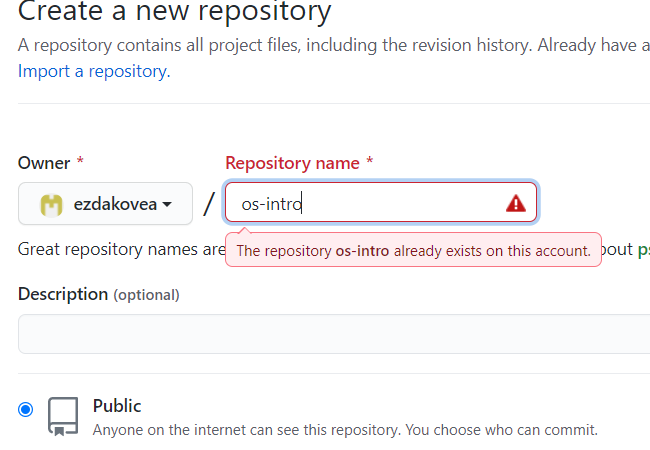 Create a new repository
A repository contains all project files, including the revision history. Already have a
Import a repository.
Owner * Repository name *
ezdakovea / os-intro
Great repository names are
The repository os-intro already exists on this account.
Description (optional)
Public
Anyone on the internet can see this repository. You choose who can commit.